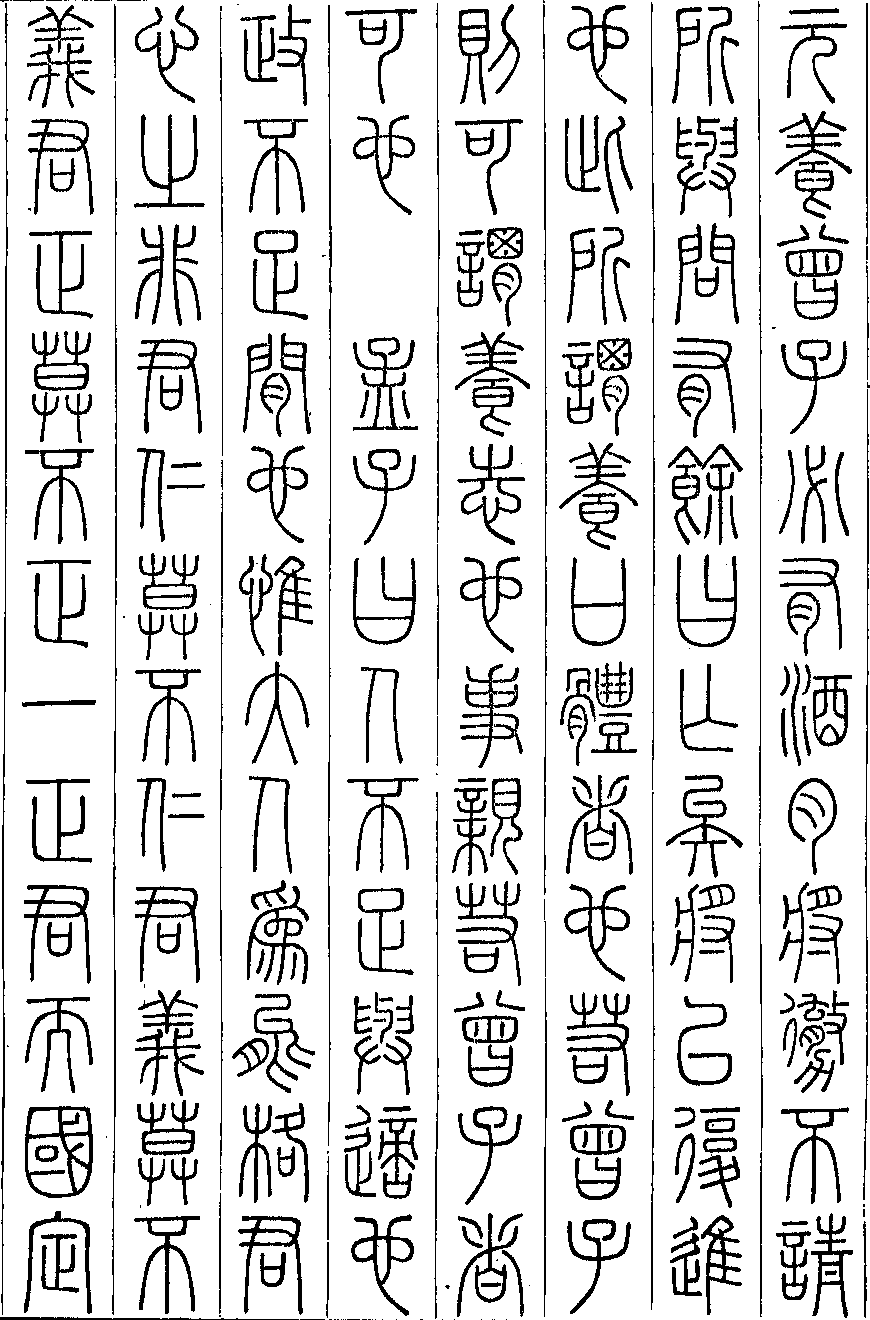 元養曾子必有酒肉將徹不請
所與問有餘曰亡矣將以復進
也此所謂養口體者也若曾子
則可謂養志也事親若曾子者
可也　孟子曰人不足與適也
政不足閒也惟大人為能格君
心之非君仁莫不仁君義莫不
義君正莫不正一正君而國定